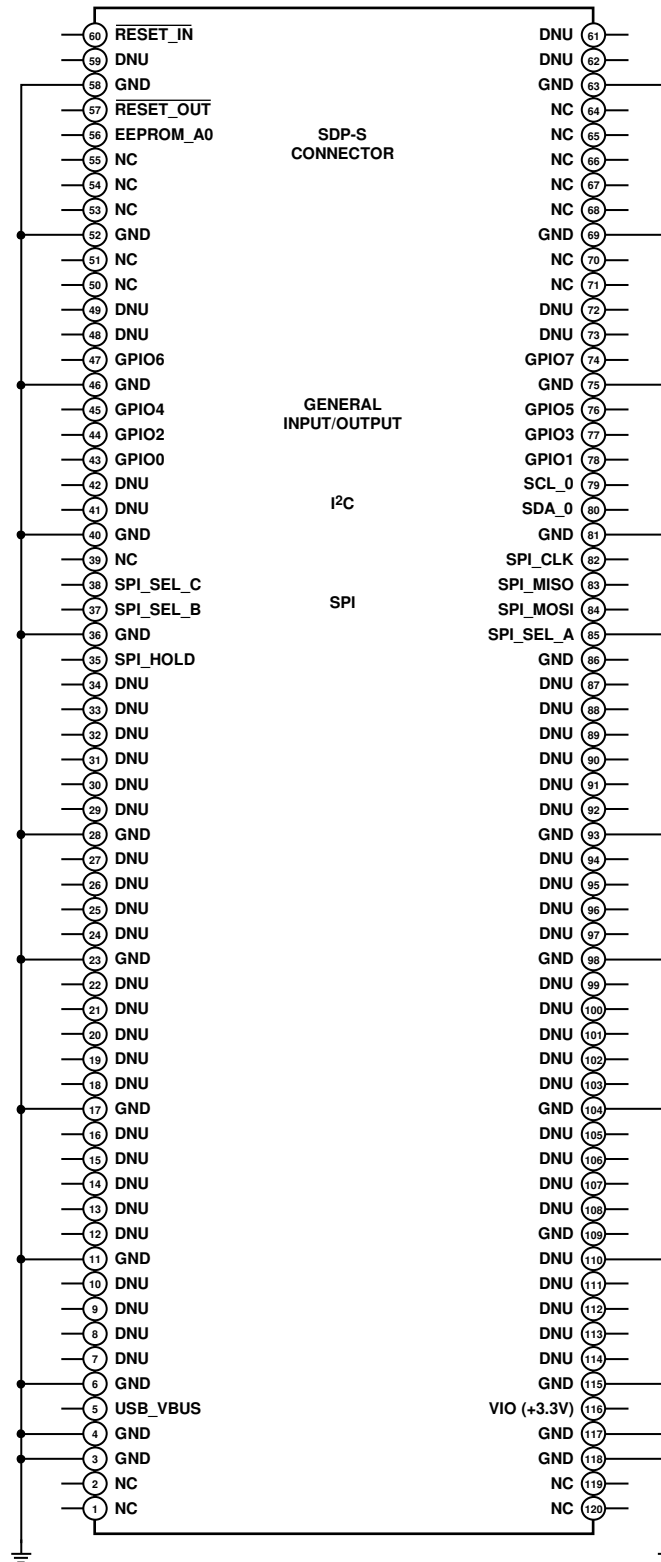 60 RESET_IN DNU 61
59 DNU DNU 62
58 GND GND 63
57 RESET_OUT NC 64
56 EEPROM_A0 SDP-S NC 65
CONNECTOR
55 NC NC 66
54 NC NC 67
53 NC NC 68
52 GND GND 69
51 NC NC 70
50 NC NC 71
49 DNU DNU 72
48 DNU DNU 73
47 GPIO6 GPIO7 74
46 GND GND 75
45 GPIO4 GENERAL GPIO5 76
INPUT/OUTPUT
44 GPIO2 GPIO3 77
43 GPIO0 GPIO1 78
42 DNU SCL_0 79
41 DNU I²C SDA_0 80
40 GND GND 81
39 NC SPI_CLK 82
38 SPI_SEL_C SPI_MISO 83
37 SPI_SEL_B SPI SPI_MOSI 84
36 GND SPI_SEL_A 85
35 SPI_HOLD GND 86
34 DNU DNU 87
33 DNU DNU 88
32 DNU DNU 89
31 DNU DNU 90
30 DNU DNU 91
29 DNU DNU 92
28 GND GND 93
27 DNU DNU 94
26 DNU DNU 95
25 DNU DNU 96
24 DNU DNU 97
23 GND GND 98
22 DNU DNU 99
21 DNU DNU 100
20 DNU DNU 101
19 DNU DNU 102
18 DNU DNU 103
17 GND GND 104
16 DNU DNU 105
15 DNU DNU 106
14 DNU DNU 107
13 DNU DNU 108
12 DNU GND 109
11 GND DNU 110
10 DNU DNU 111
9 DNU DNU 112
8 DNU DNU 113
7 DNU DNU 114
6 GND GND 115
5 USB_VBUS VIO (+3.3V) 116
4 GND GND 117
3 GND GND 118
2 NC NC 119
1 NC NC 120